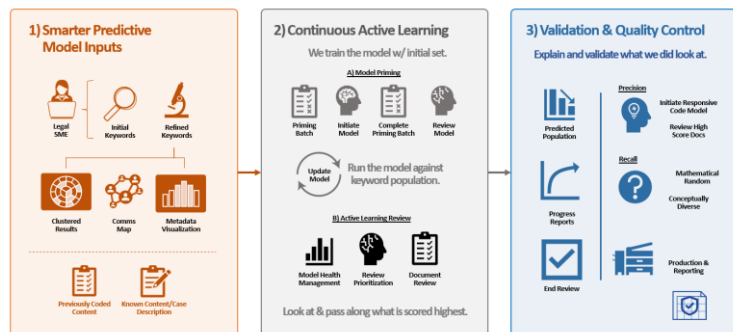 1) Smarter Predictive
Model Inputs
Legal
SME
Initial
Keywords
Refined
Keywords
Clustered
Results
Comms
Map
Metadata
Visualization
Previously Coded
Content
Known Content/Case
Description
2) Continuous Active Learning
We train the model w/ initial set.
A) Model Priming
Priming
Batch
Initiate
Model
Complete
Priming Batch
Review
Model
Update
Model
Run the model against
keyword population.
B) Active Learning Review
Model Health
Management
Review
Prioritization
Document
Review
Look at & pass along what is scored highest.
3) Validation & Quality Control
Explain and validate what we did look at.
Predicted
Population
Precision
Initiate Responsive
Code Model
Review High
Score Docs
Progress
Reports
Recall
Mathematical
Random
Conceptually
Diverse
End Review
Production &
Reporting